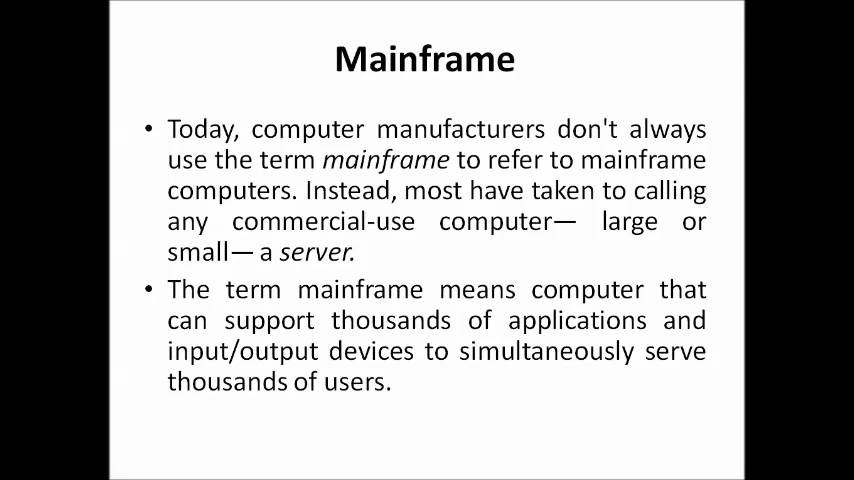 Mainframe
• Today, computer manufacturers don't always
use the term mainframe to refer to mainframe
computers. Instead, most have taken to calling
any commercial-use computer— large or
small— a server.
• The term mainframe means computer that
can support thousands of applications and
input/output devices to simultaneously serve
thousands of users.